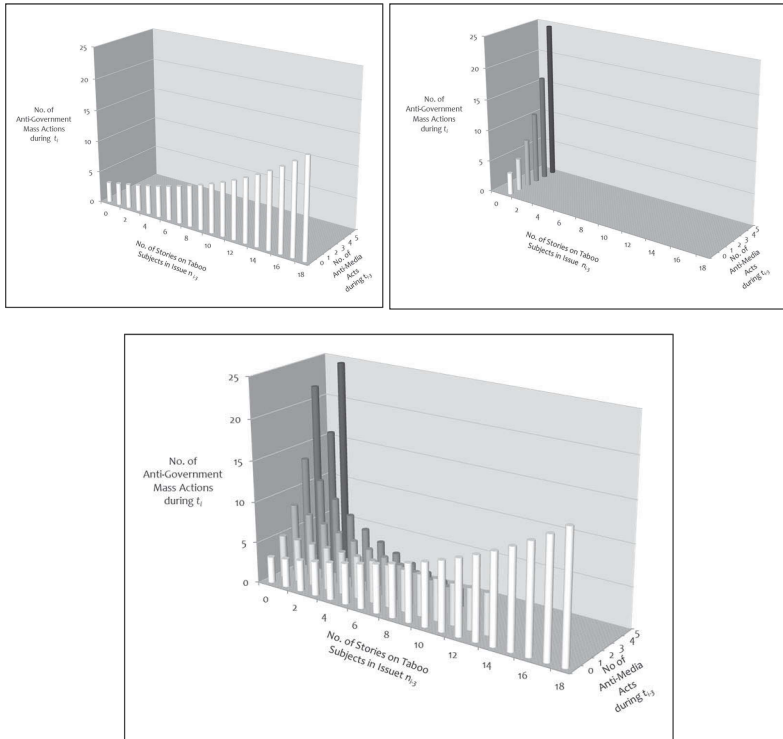 25
20
15
10
5
0
No. of
Anti-Government
Mass Actions
during ti
0
2
4
6
8
10
12
14
16
18
No. of Stories on Taboo
Subjects in Issue ni-3
0 1 2 3 4 5
No. of
Anti-Media
Acts
during ti-3
25
20
15
10
5
0
No. of
Anti-Government
Mass Actions
during ti
0
2
4
6
8
10
12
14
16
18
No. of Stories on Taboo
Subjects in Issue ni-3
0 1 2 3 4 5
No. of
Anti-Media
Acts
during ti-3
25
20
15
10
5
0
No. of
Anti-Government
Mass Actions
during ti
0
2
4
6
8
10
12
14
16
18
No. of Stories on Taboo
Subjects in Issuet ni-3
0 1 2 3 4 5
No of
Anti-Media
Acts
during ti-3